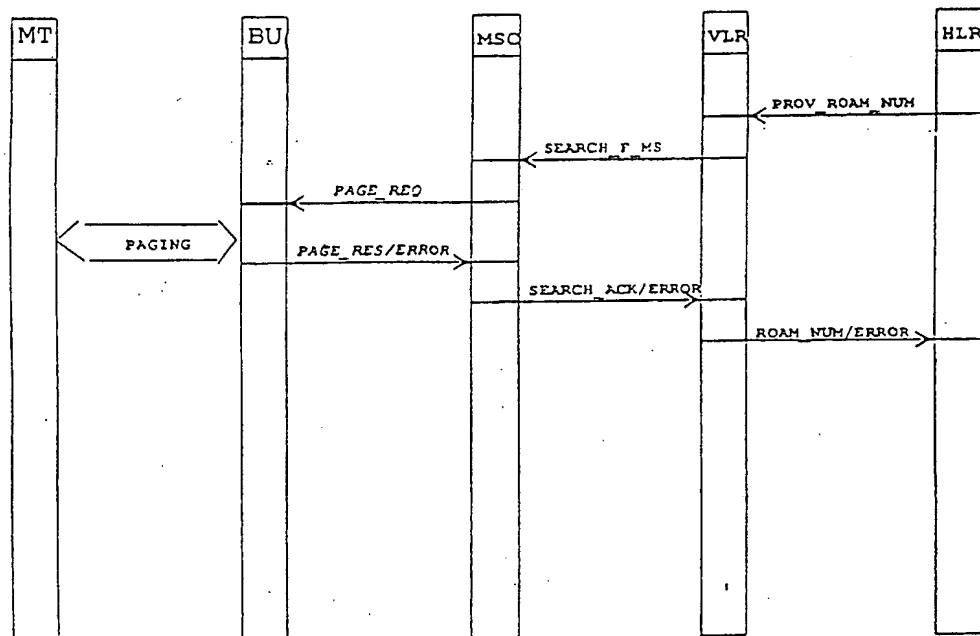 MT BU MSC VLR HLR
PROV_ROAM_NUM
SEARCH_F_MS
PAGE_REQ
PAGING
PAGE_RES/ERROR
SEARCH_ACK/ERROR
ROAM_NUM/ERROR